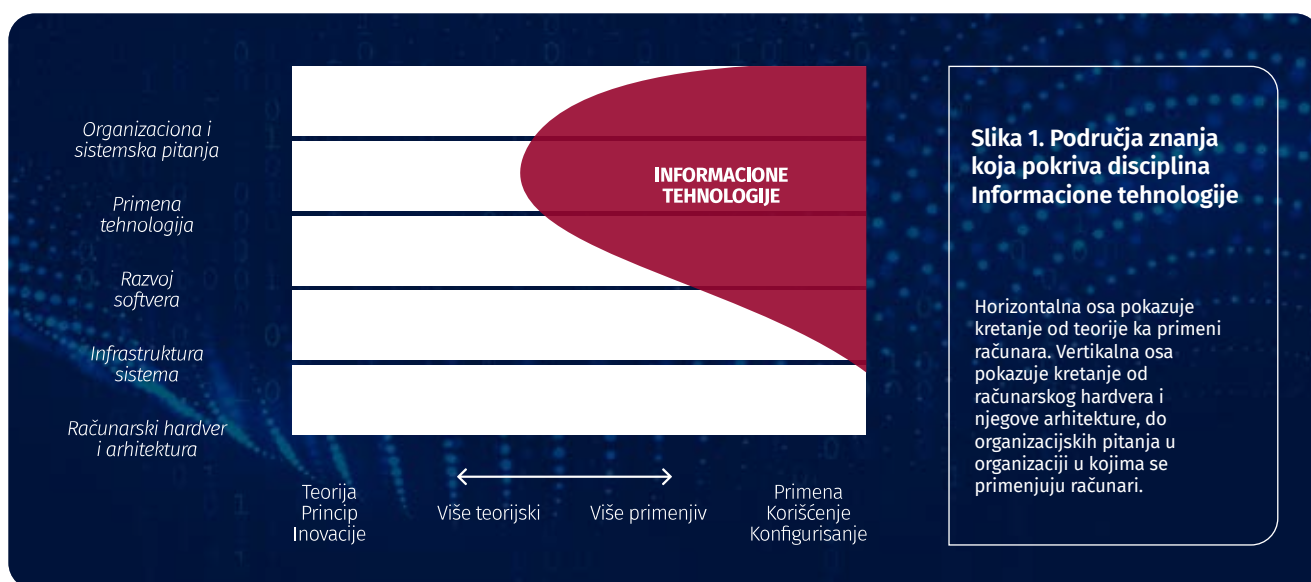 Organizaciona i
sistemska pitanja
Primena
tehnologija
Razvoj
softvera
Infrastruktura
sistema
Računarski hardver
i arhitektura
INFORMACIONE
TEHNOLOGIJE
Teorija
Princip
Inovacije
Više teorijski
Više primenjiv
Primena
Korišćenje
Konfigurisanje
Slika 1. Područja znanja
koja pokriva disciplina
Informacione tehnologije
Horizontalna osa pokazuje
kretanje od teorije ka primeni
računara. Vertikalna osa
pokazuje kretanje od
računarskog hardvera i
njegove arhitekture, do
organizacijskih pitanja u
organizaciji u kojima se
primenjuju računari.